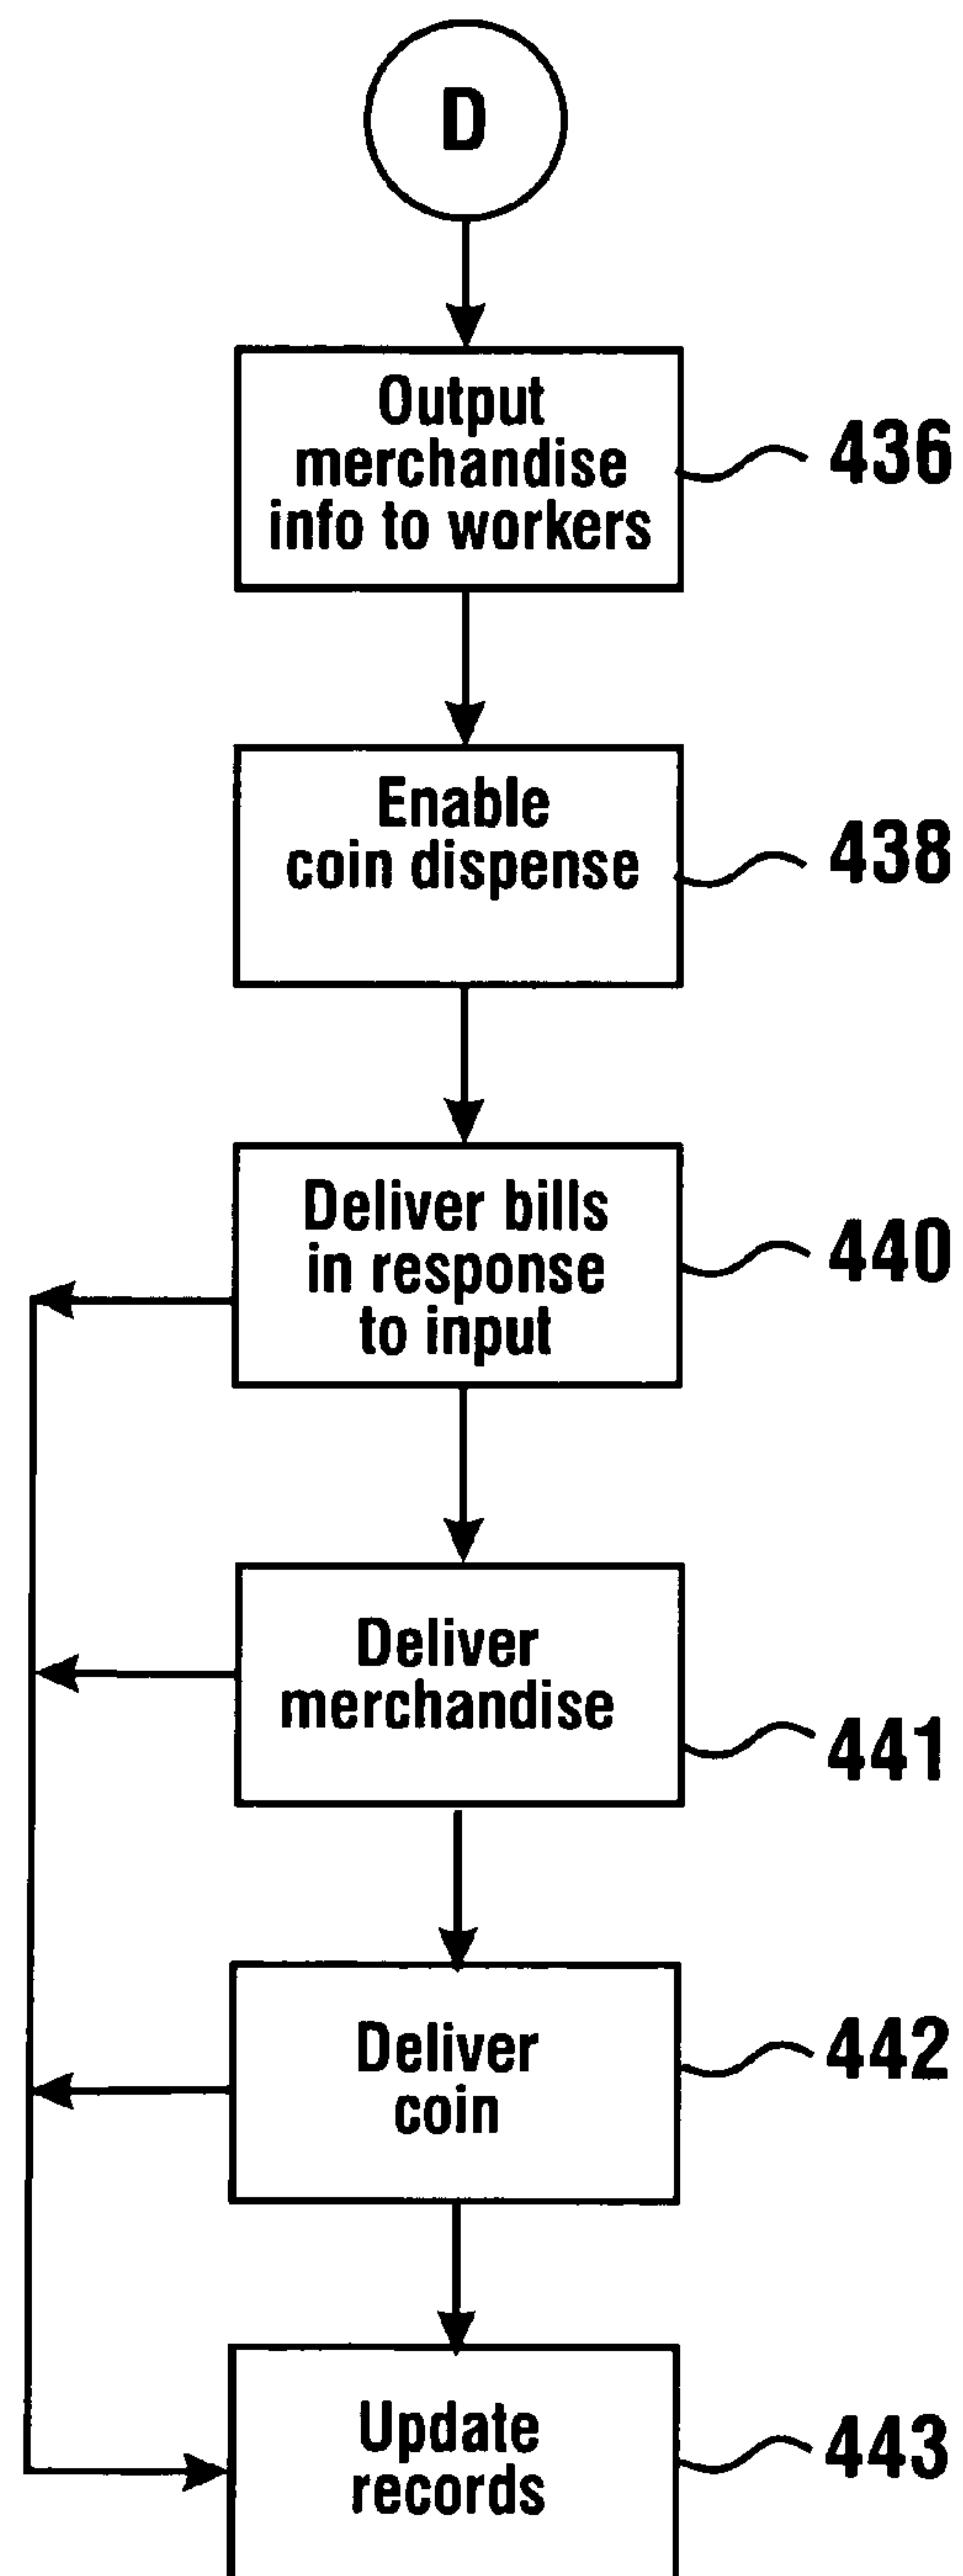 D
Output
merchandise
info to workers
436
Enable
coin dispense
438
Deliver bills
in response
to input
440
Deliver
merchandise
441
Deliver
coin
442
Update
records
443